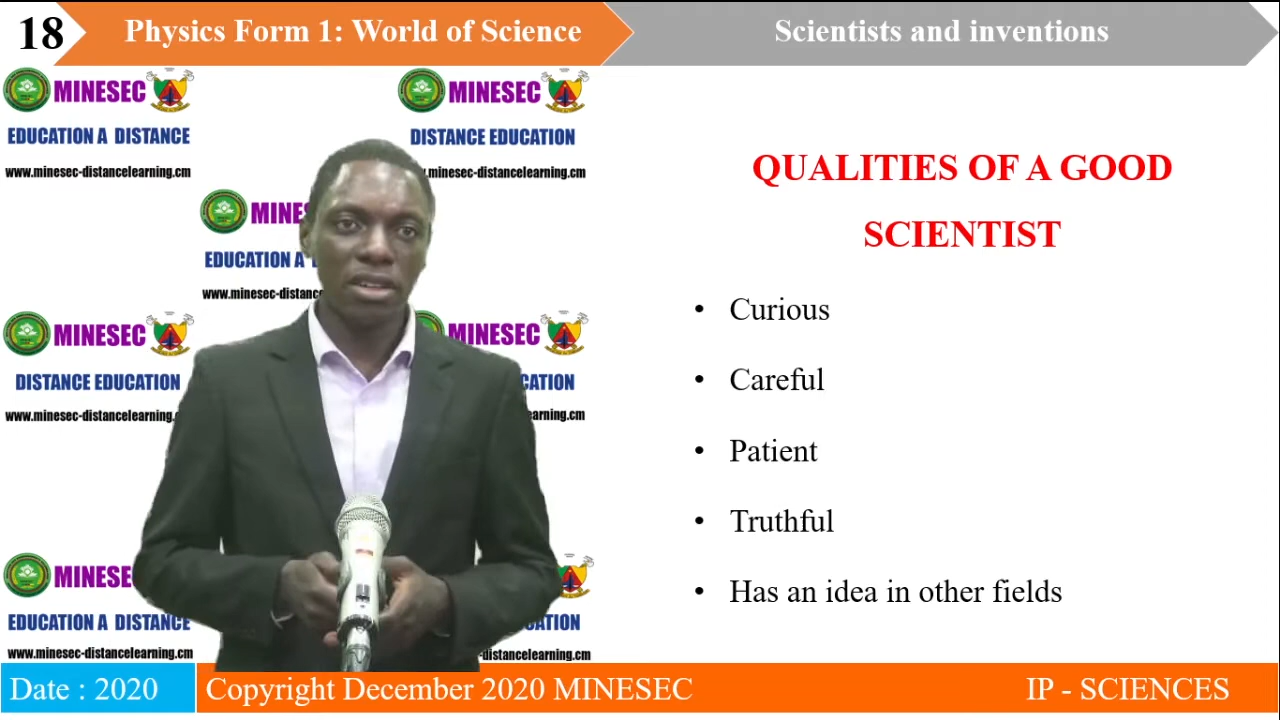 18
Physics Form 1: World of Science
Scientists and inventions
MINESEC
EDUCATION A DISTANCE
www.minesec-distancelearning.cm
MINESEC
DISTANCE EDUCATION
minesec-distancelearning.cm
EDUCATION A
MINESEC
DISTANCE EDUCATION
MINESEC
EDUCATION A DISTANCE
www.minesec-distancelearning.cm
distancelearning.cm
QUALITIES OF A GOOD
SCIENTIST
• Curious
• Careful
• Patient
• Truthful
• Has an idea in other fields
Date : 2020
Copyright December 2020 MINESEC
IP - SCIENCES